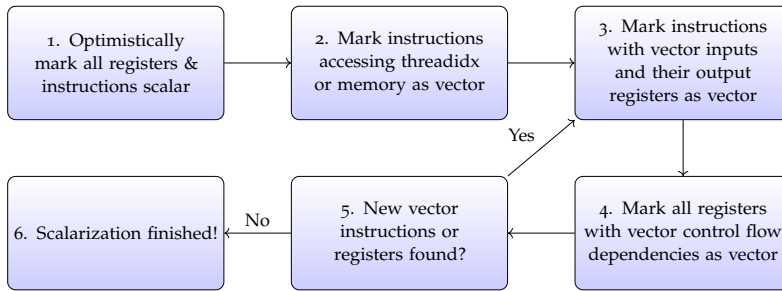 1. Optimistically
mark all registers &
instructions scalar
2. Mark instructions
accessing threadidx
or memory as vector
3. Mark instructions
with vector inputs
and their output
registers as vector
Yes
4. Mark all registers
with vector control flow
dependencies as vector
5. New vector
instructions or
registers found?
No
6. Scalarization finished!